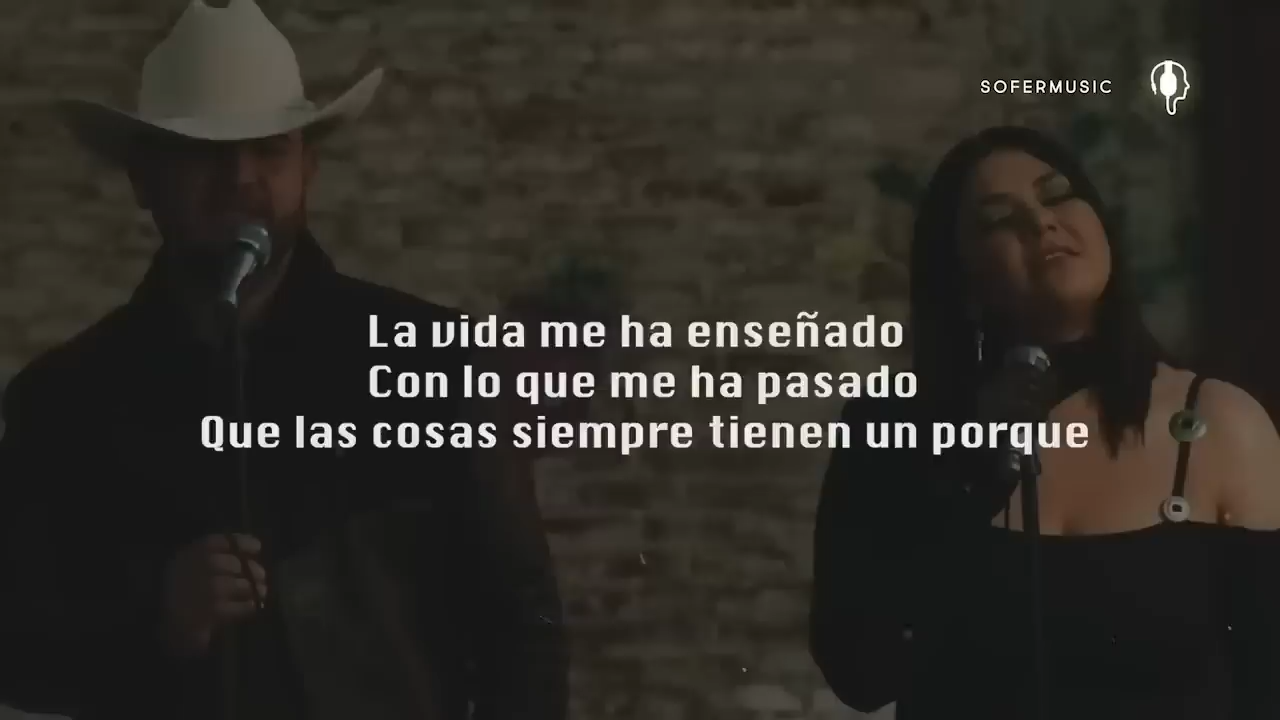 SOFERMUSIC
La vida me ha enseñado
Con lo que me ha pasado
Que las cosas siempre tienen un porque